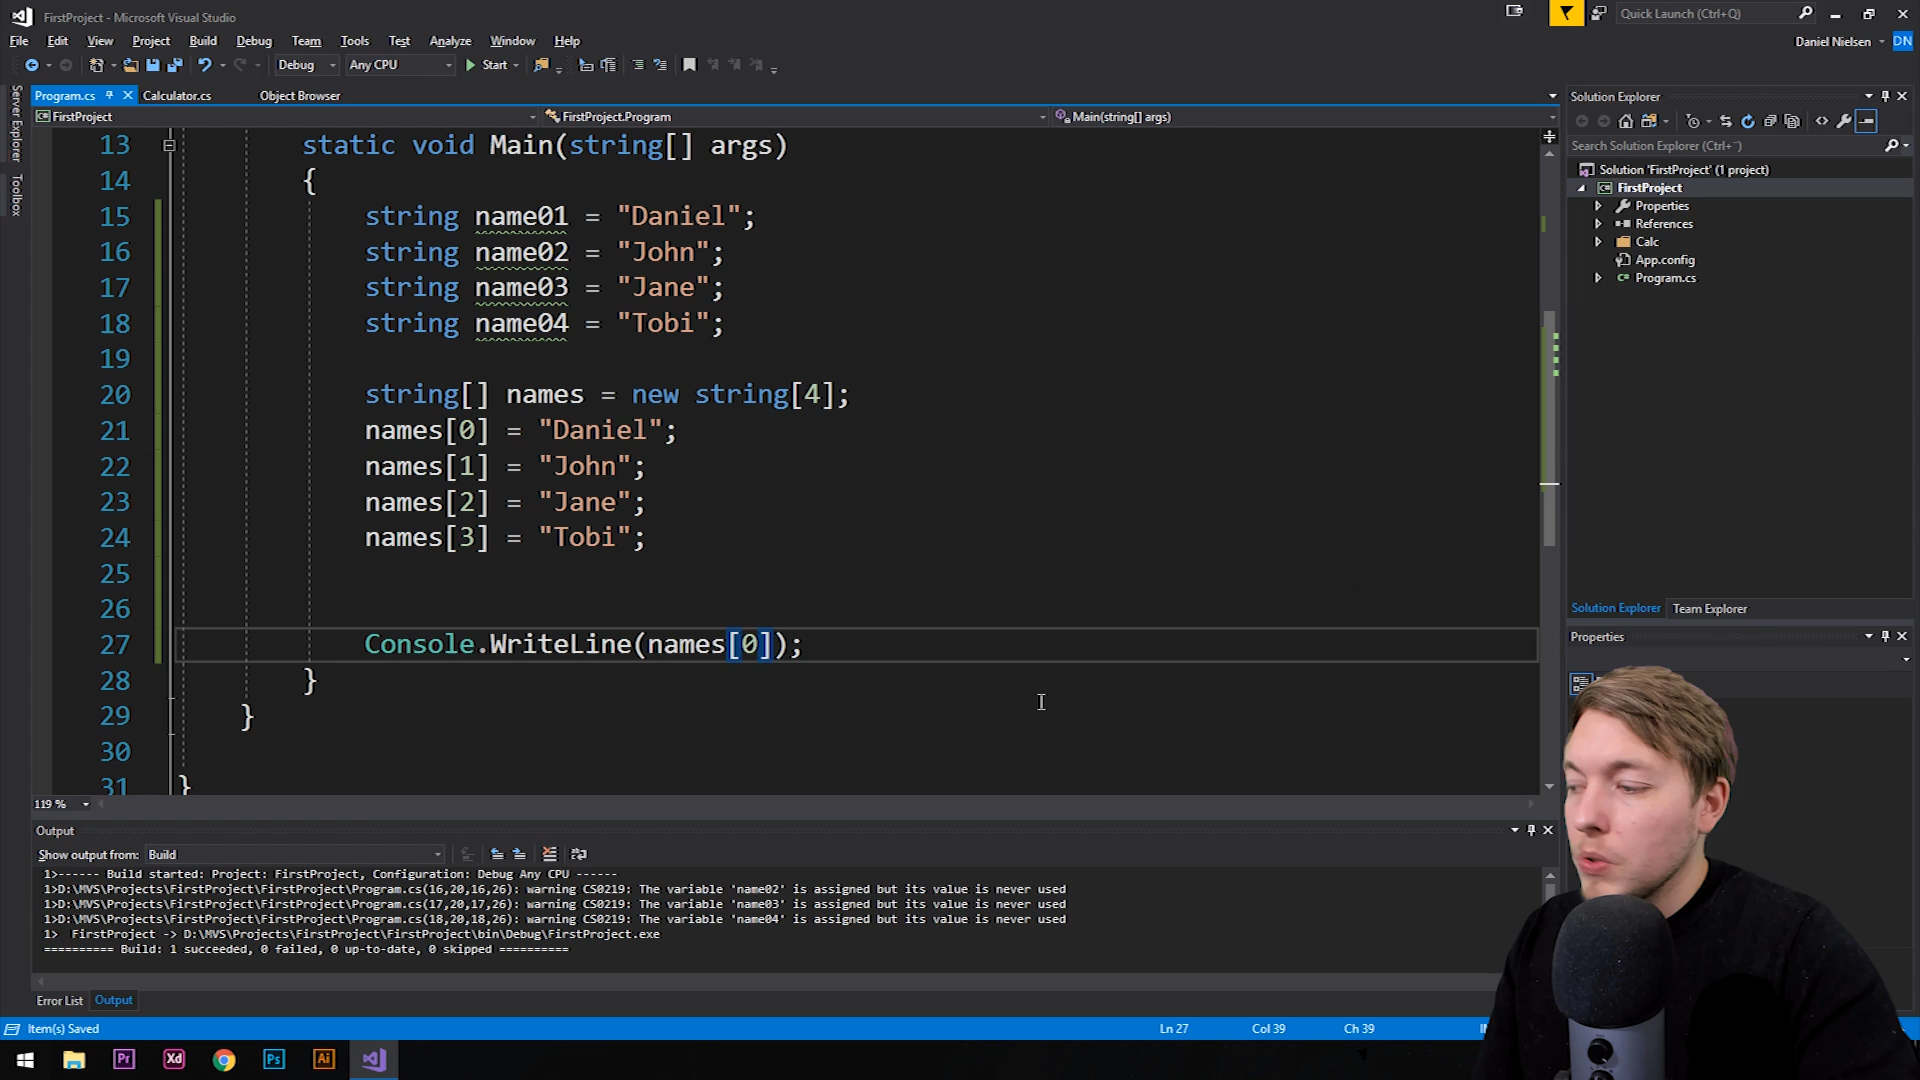 FirstProject - Microsoft Visual Studio
Quick Launch (Ctrl+Q)
File Edit View Project Build Debug Team Tools Test Analyze Window Help
Daniel Nielsen DN
Debug Any CPU Start
Server Explorer
Toolbox
Program.cs Calculator.cs Object Browser
FirstProject FirstProject.Program Main(string[] args)
13 static void Main(string[] args)
14 {
15 string name01 = "Daniel";
16 string name02 = "John";
17 string name03 = "Jane";
18 string name04 = "Tobi";
19
20 string[] names = new string[4];
21 names[0] = "Daniel";
22 names[1] = "John";
23 names[2] = "Jane";
24 names[3] = "Tobi";
25
26
27 Console.WriteLine(names[0]);
28 }
29 }
30
31 }
119 %
Solution Explorer
Search Solution Explorer (Ctrl+¨)
Solution 'FirstProject' (1 project)
FirstProject
Properties
References
Calc
App.config
Program.cs
Solution Explorer Team Explorer
Properties
Output
Show output from: Build
1>------ Build started: Project: FirstProject, Configuration: Debug Any CPU ------
1>D:\MVS\Projects\FirstProject\FirstProject\Program.cs(16,20,16,26): warning CS0219: The variable 'name02' is assigned but its value is never used
1>D:\MVS\Projects\FirstProject\FirstProject\Program.cs(17,20,17,26): warning CS0219: The variable 'name03' is assigned but its value is never used
1>D:\MVS\Projects\FirstProject\FirstProject\Program.cs(18,20,18,26): warning CS0219: The variable 'name04' is assigned but its value is never used
1> FirstProject -> D:\MVS\Projects\FirstProject\FirstProject\bin\Debug\FirstProject.exe
========== Build: 1 succeeded, 0 failed, 0 up-to-date, 0 skipped ==========
Error List Output
Item(s) Saved Ln 27 Col 39 Ch 39
Pr Xd Ps Ai